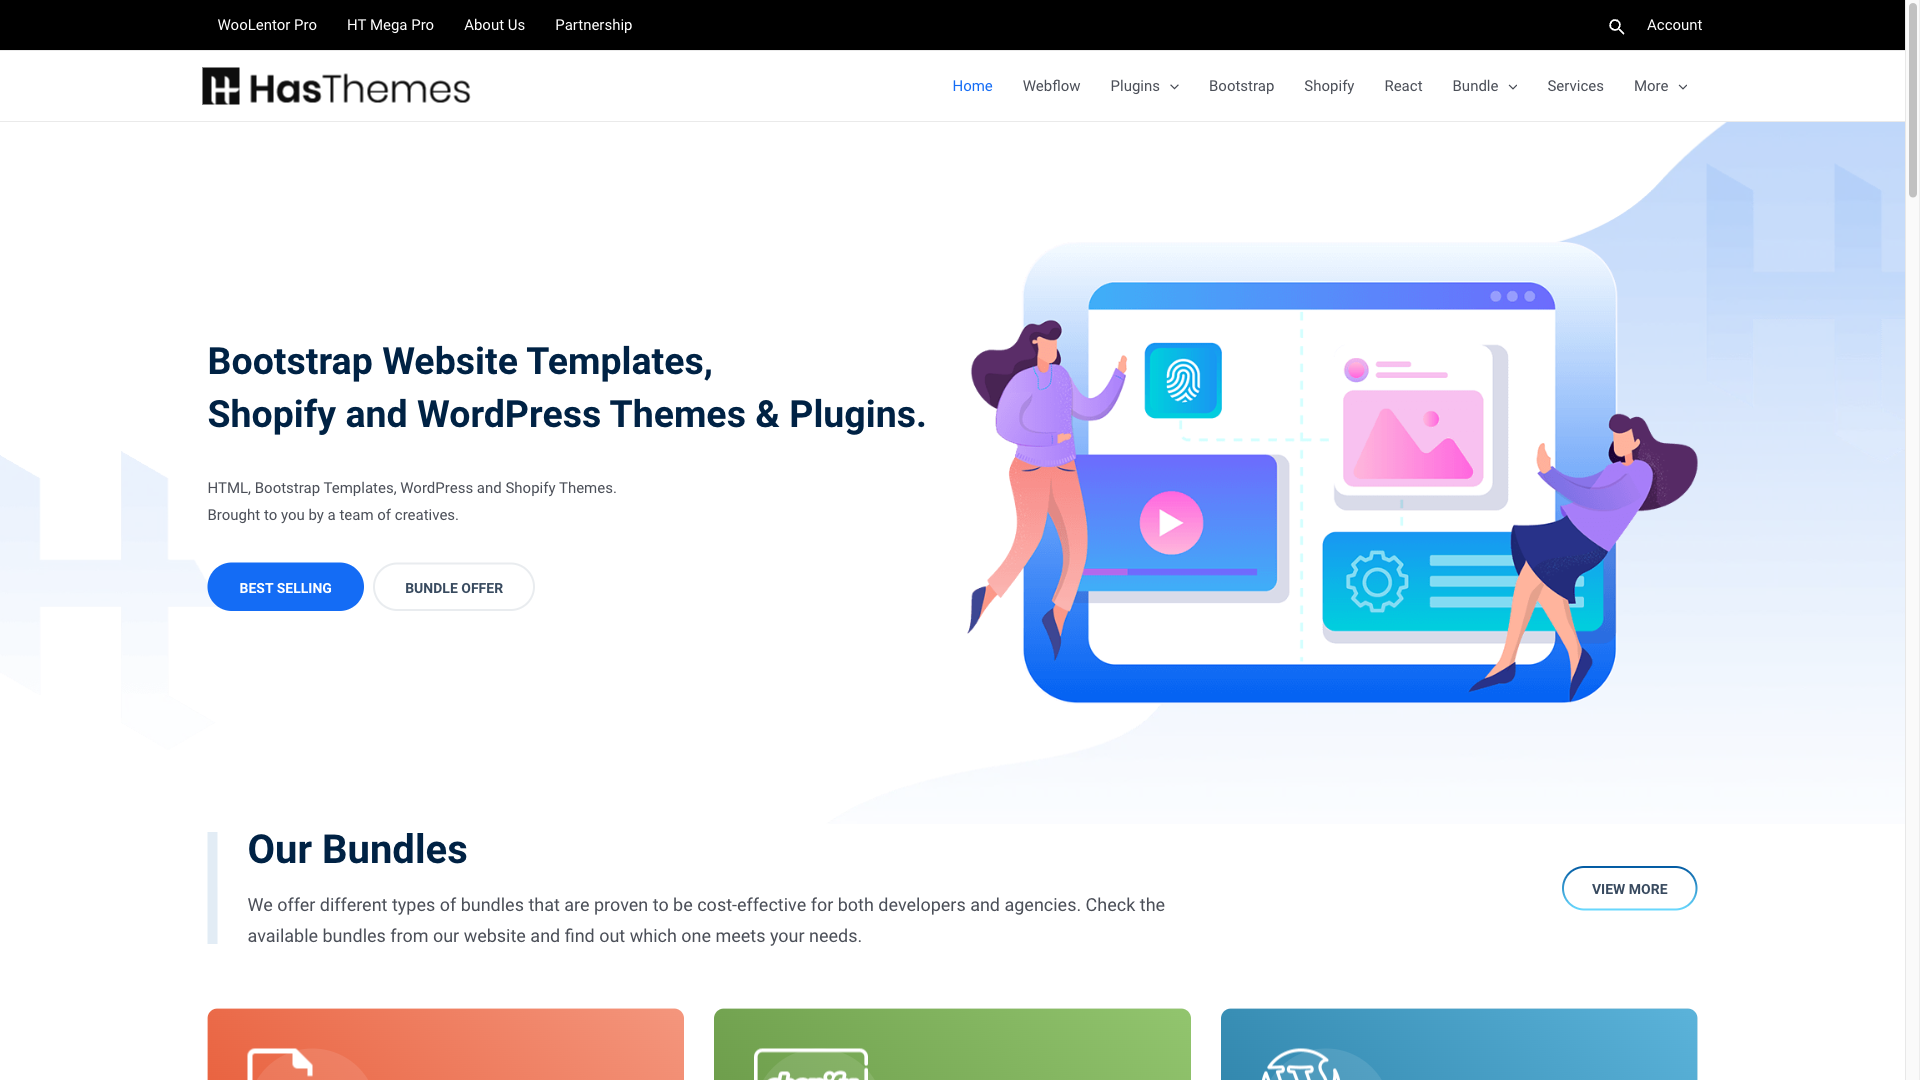 WooLentor Pro HT Mega Pro About Us Partnership Account
HasThemes
Home Webflow Plugins Bootstrap Shopify React Bundle Services More
Bootstrap Website Templates,
Shopify and WordPress Themes & Plugins.
HTML, Bootstrap Templates, WordPress and Shopify Themes.
Brought to you by a team of creatives.
BEST SELLING BUNDLE OFFER
Our Bundles
We offer different types of bundles that are proven to be cost-effective for both developers and agencies. Check the
available bundles from our website and find out which one meets your needs.
VIEW MORE